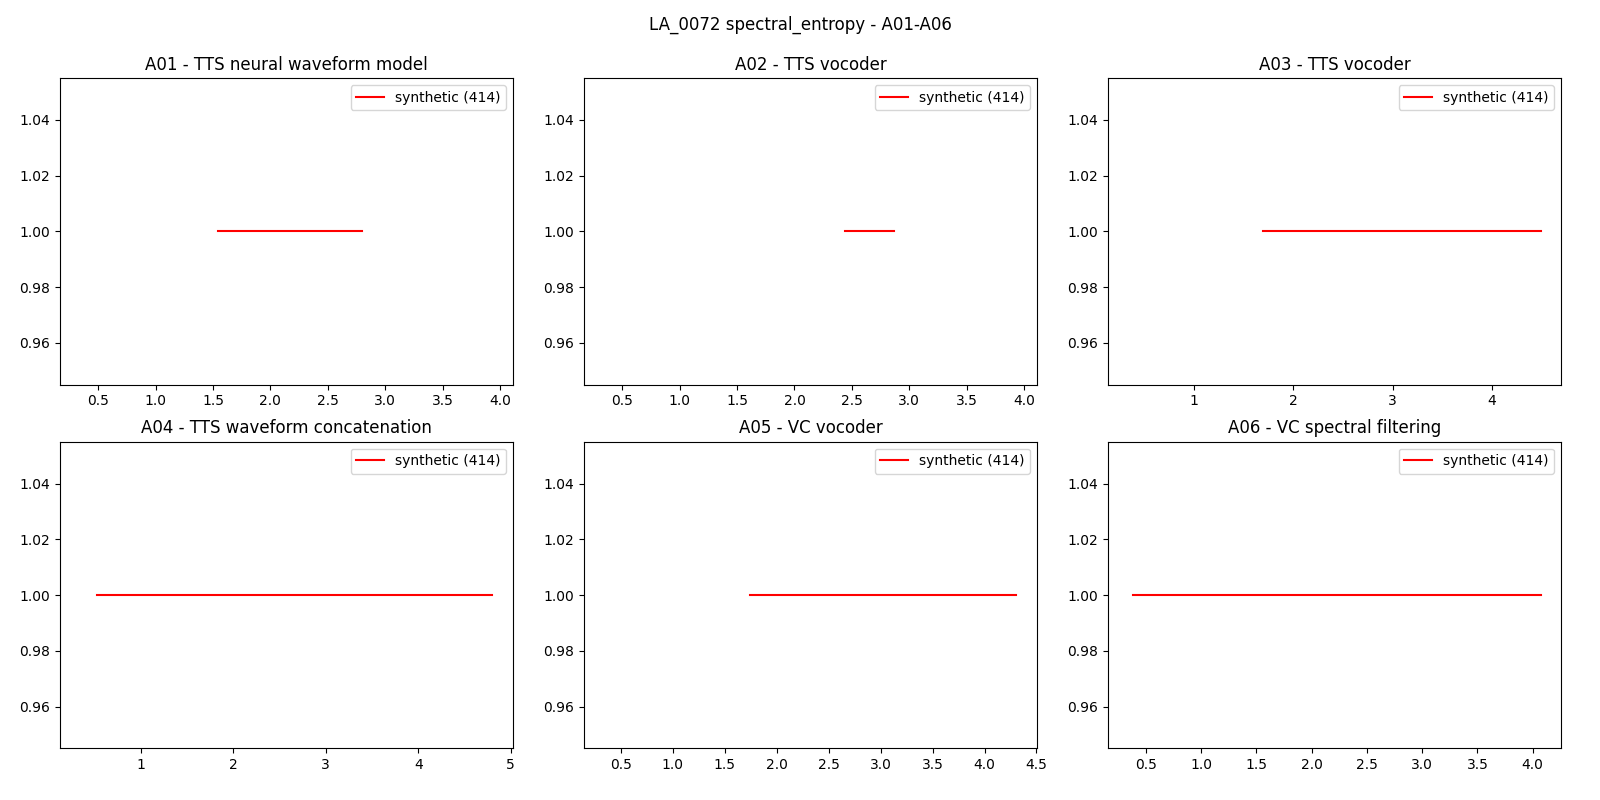 LA_0072 spectral_entropy - A01-A06
A01 - TTS neural waveform model
synthetic (414)
1.04
1.02
1.00
0.98
0.96
0.5 1.0 1.5 2.0 2.5 3.0 3.5 4.0
A02 - TTS vocoder
synthetic (414)
1.04
1.02
1.00
0.98
0.96
0.5 1.0 1.5 2.0 2.5 3.0 3.5 4.0
A03 - TTS vocoder
synthetic (414)
1.04
1.02
1.00
0.98
0.96
1 2 3 4
A04 - TTS waveform concatenation
synthetic (414)
1.04
1.02
1.00
0.98
0.96
1 2 3 4 5
A05 - VC vocoder
synthetic (414)
1.04
1.02
1.00
0.98
0.96
0.5 1.0 1.5 2.0 2.5 3.0 3.5 4.0 4.5
A06 - VC spectral filtering
synthetic (414)
1.04
1.02
1.00
0.98
0.96
0.5 1.0 1.5 2.0 2.5 3.0 3.5 4.0